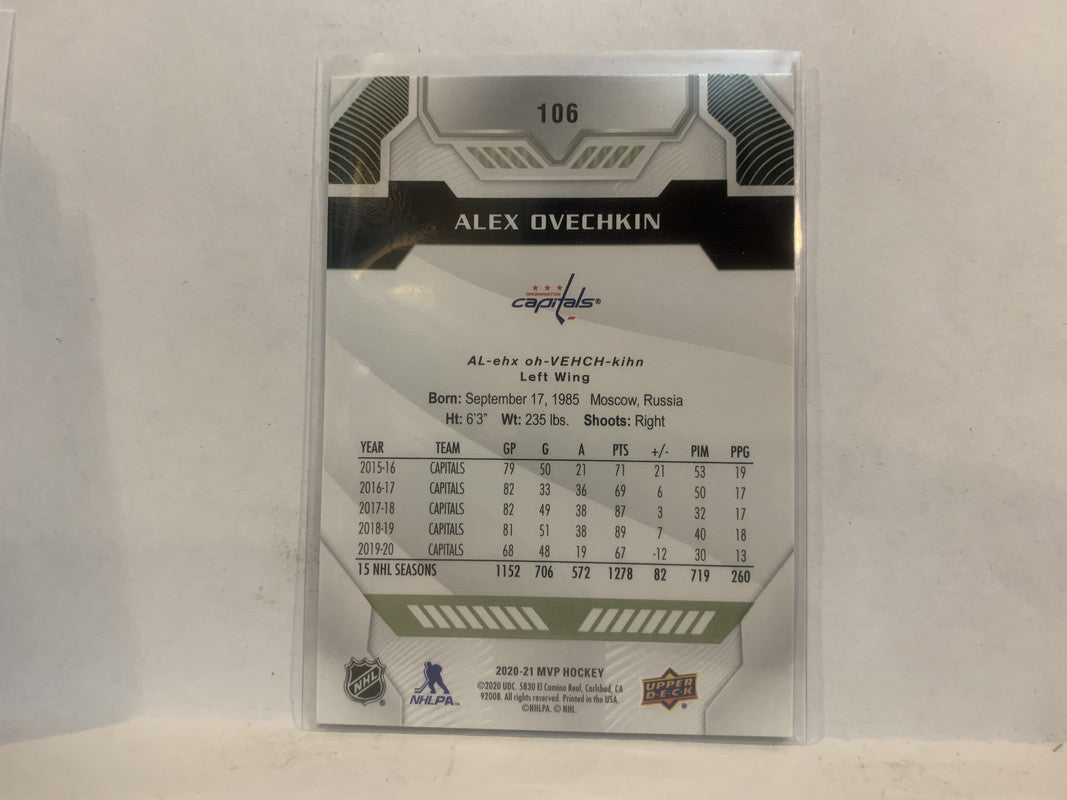 106
ALEX OVECHKIN
WASHINGTON
capitals®
AL-ehx oh-VEHCH-kihn
Left Wing
Born: September 17, 1985 Moscow, Russia
Ht: 6'3" Wt: 235 lbs. Shoots: Right
YEAR TEAM GP G A PTS +/- PIM PPG
2015-16 CAPITALS 79 50 21 71 21 53 19
2016-17 CAPITALS 82 33 36 69 6 50 17
2017-18 CAPITALS 82 49 38 87 3 32 17
2018-19 CAPITALS 81 51 38 89 7 40 18
2019-20 CAPITALS 68 48 19 67 -12 30 13
15 NHL SEASONS 1152 706 572 1278 82 719 260
2020-21 MVP HOCKEY
©2020 UDC. 5830 El Camino Real, Carlsbad, CA
92008. All rights reserved. Printed in the USA.
©NHLPA. © NHL.
NHL ®
NHLPA™
UPPER
DECK ®